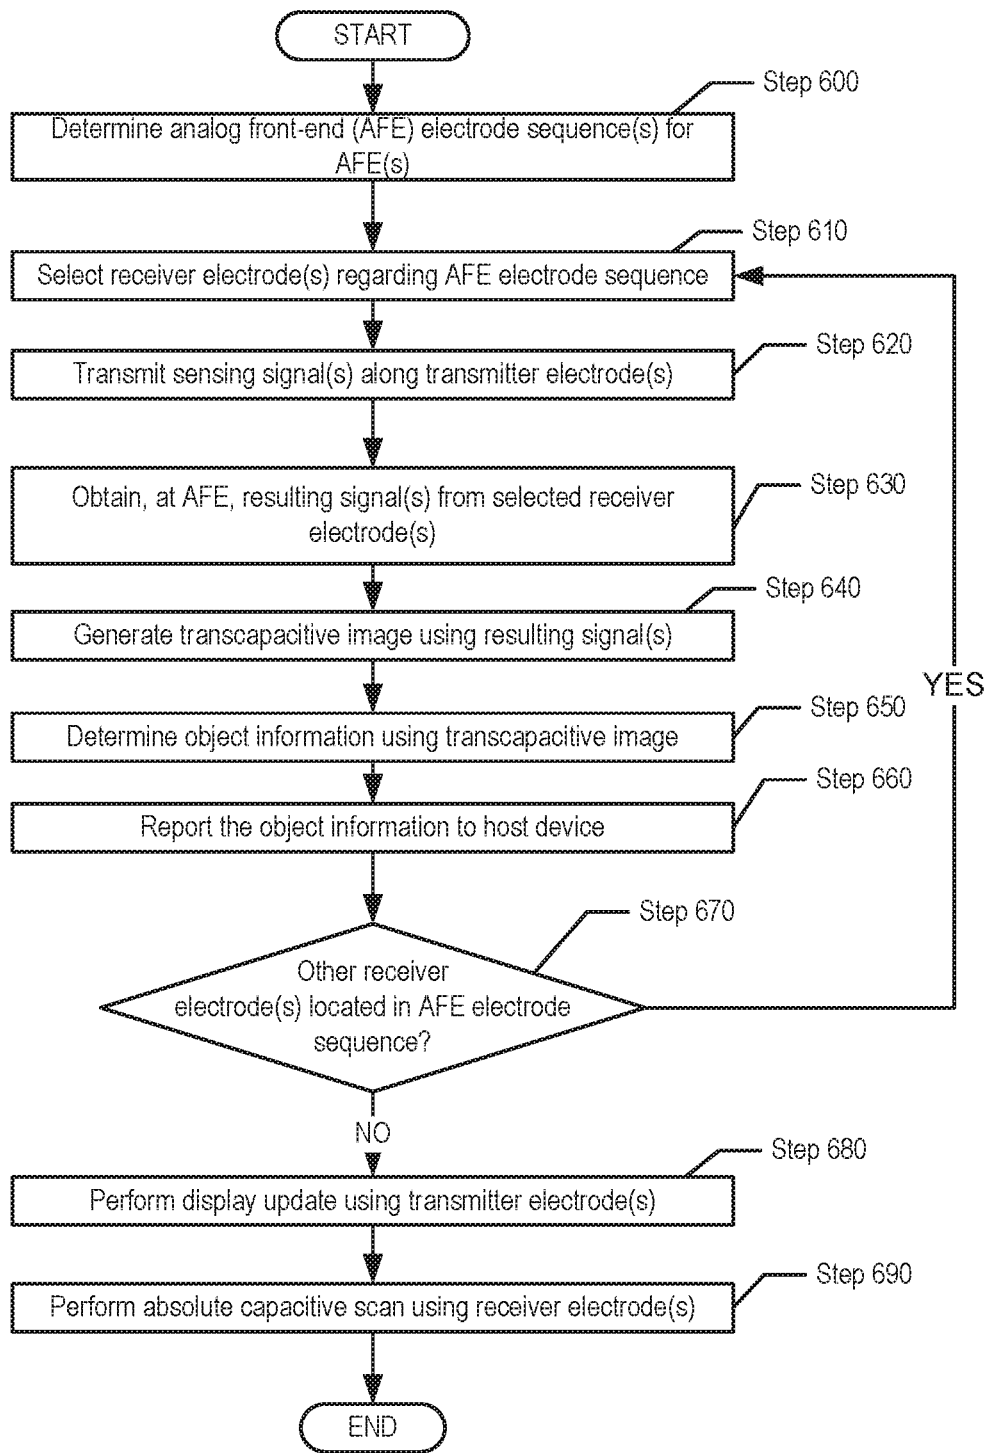 START
Step 600
Determine analog front-end (AFE) electrode sequence(s) for
AFE(s)
Step 610
Select receiver electrode(s) regarding AFE electrode sequence
Step 620
Transmit sensing signal(s) along transmitter electrode(s)
Step 630
Obtain, at AFE, resulting signal(s) from selected receiver
electrode(s)
Step 640
Generate transcapacitive image using resulting signal(s)
YES
Step 650
Determine object information using transcapacitive image
Step 660
Report the object information to host device
Step 670
Other receiver
electrode(s) located in AFE electrode
sequence?
NO
Step 680
Perform display update using transmitter electrode(s)
Step 690
Perform absolute capacitive scan using receiver electrode(s)
END